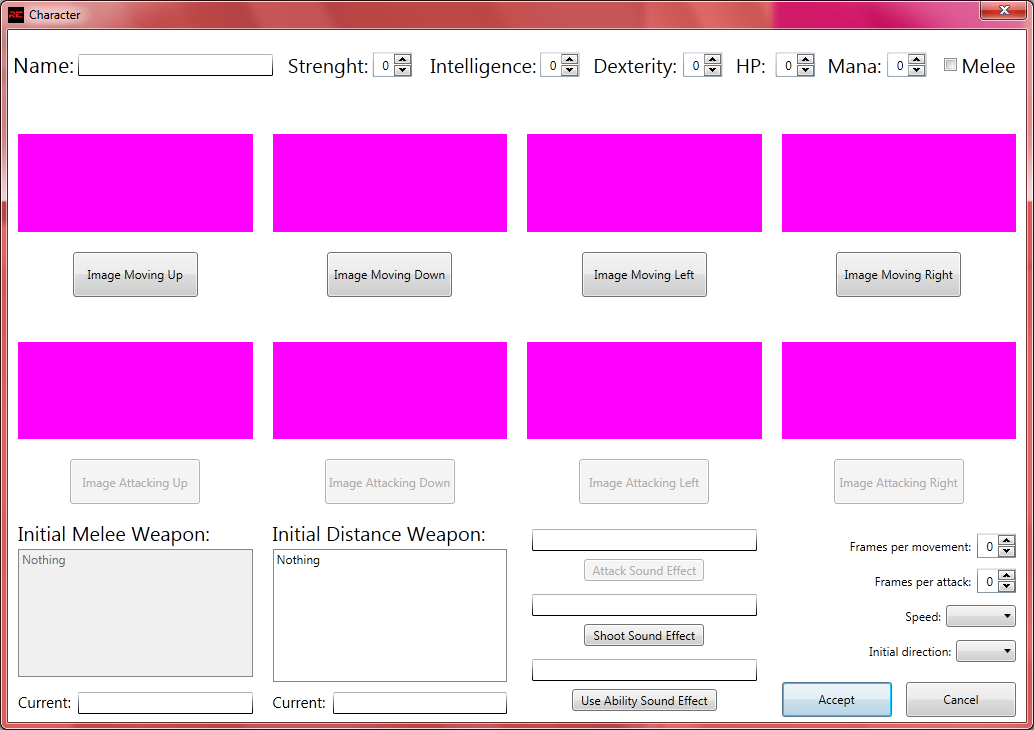 RE Character
Name: Strenght: 0 Intelligence: 0 Dexterity: 0 HP: 0 Mana: 0 Melee
Image Moving Up Image Moving Down Image Moving Left Image Moving Right
Image Attacking Up Image Attacking Down Image Attacking Left Image Attacking Right
Initial Melee Weapon: Initial Distance Weapon:
Nothing Nothing
Frames per movement: 0
Attack Sound Effect
Frames per attack: 0
Speed:
Shoot Sound Effect
Initial direction:
Current: Current: Use Ability Sound Effect Accept Cancel